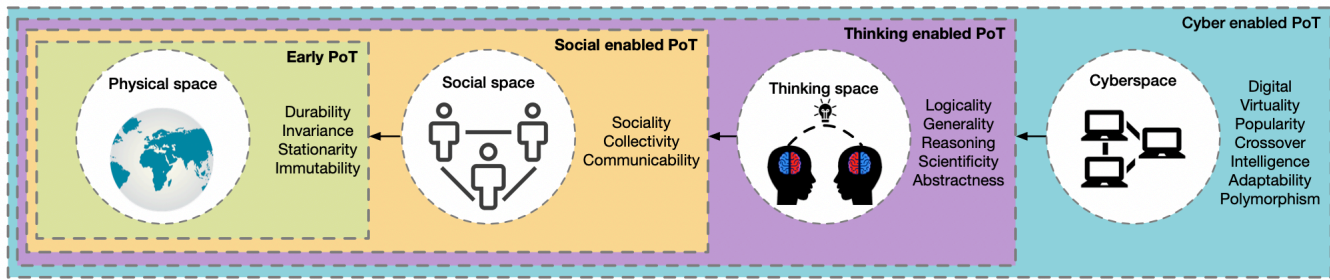 Early PoT
Physical space
Durability
Invariance
Stationarity
Immutability
Social enabled PoT
Social space
Sociality
Collectivity
Communicability
Thinking enabled PoT
Thinking space
Logicality
Generality
Reasoning
Scientificity
Abstractness
Cyber enabled PoT
Cyberspace
Digital
Virtuality
Popularity
Crossover
Intelligence
Adaptability
Polymorphism